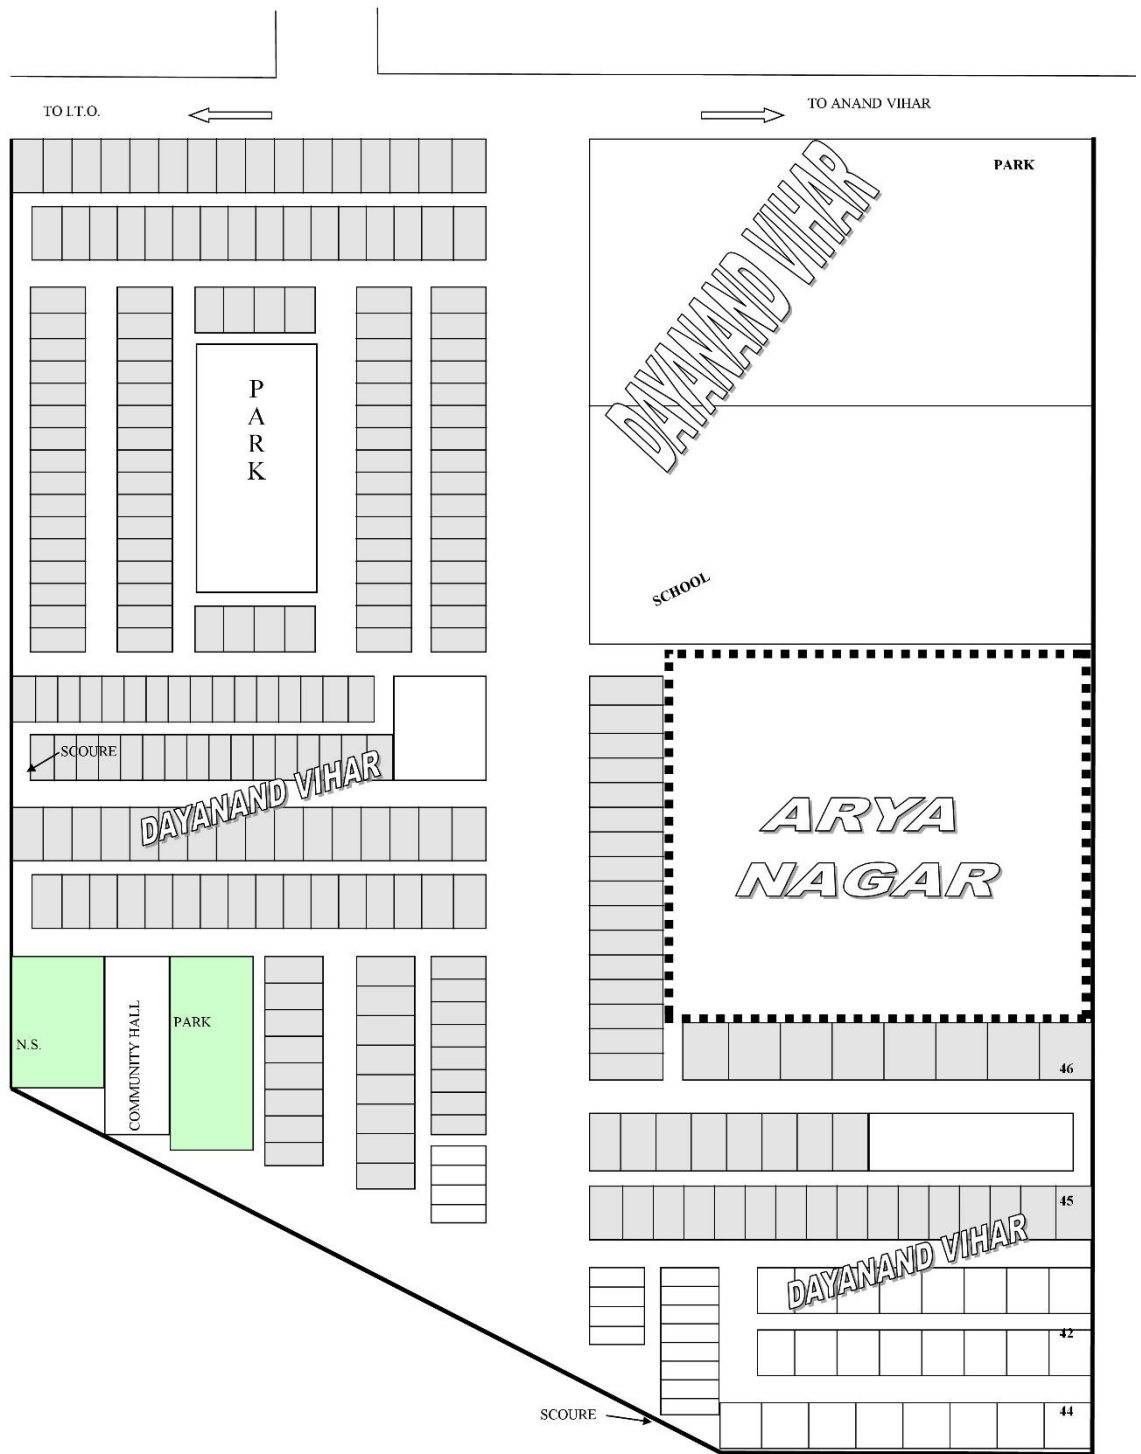 TO I.T.O.
TO ANAND VIHAR
PARK
DAYANAND VIHAR
PARK
SCHOOL
SCOURE
DAYANAND VIHAR
ARYA
NAGAR
N.S.
COMMUNITY HALL
PARK
46
45
DAYANAND VIHAR
42
44
SCOURE